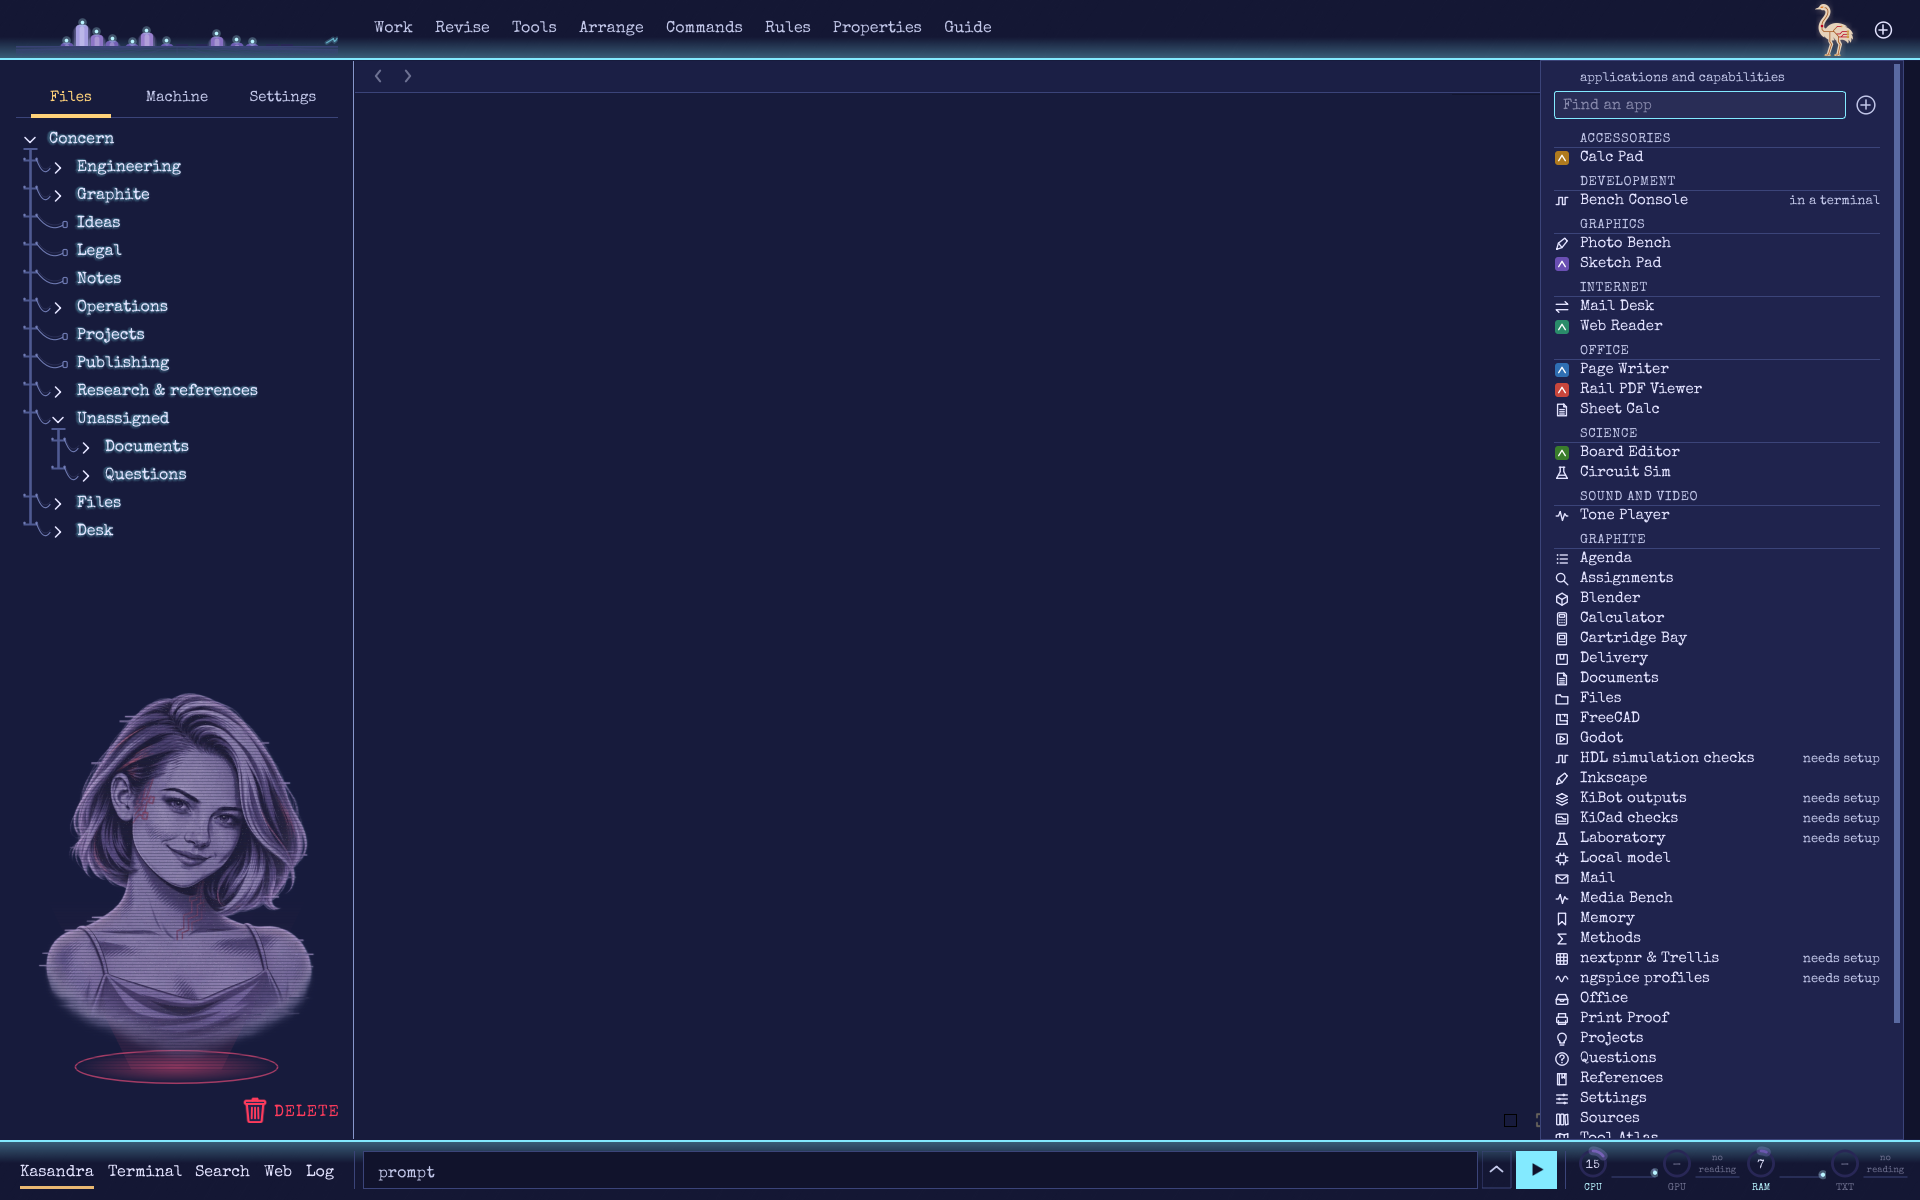 Work Revise Tools Arrange Commands Rules Properties Guide
Files Machine Settings
Concern
Engineering
Graphite
Ideas
Legal
Notes
Operations
Projects
Publishing
Research & references
Unassigned
Documents
Questions
Files
Desk
DELETE
applications and capabilities
Find an app
ACCESSORIES
Calc Pad
DEVELOPMENT
Bench Console in a terminal
GRAPHICS
Photo Bench
Sketch Pad
INTERNET
Mail Desk
Web Reader
OFFICE
Page Writer
Rail PDF Viewer
Sheet Calc
SCIENCE
Board Editor
Circuit Sim
SOUND AND VIDEO
Tone Player
GRAPHITE
Agenda
Assignments
Blender
Calculator
Cartridge Bay
Delivery
Documents
Files
FreeCAD
Godot
HDL simulation checks needs setup
Inkscape
KiBot outputs needs setup
KiCad checks needs setup
Laboratory needs setup
Local model
Mail
Media Bench
Memory
Methods
nextpnr & Trellis needs setup
ngspice profiles needs setup
Office
Print Proof
Projects
Questions
References
Settings
Sources
Tool Atlas
Kasandra Terminal Search Web Log
prompt
15 CPU
— GPU no reading
7 RAM
— TXT no reading